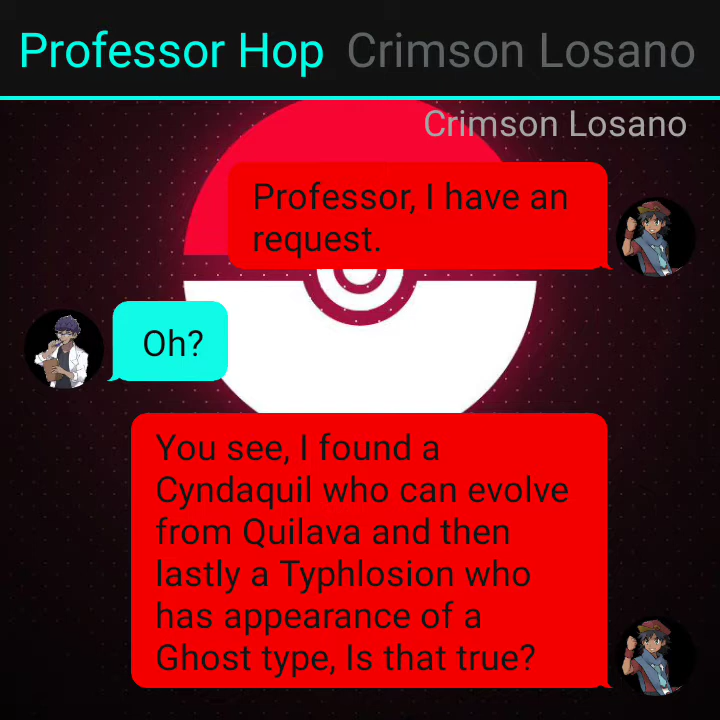 Professor Hop Crimson Losano
Crimson Losano
Professor, I have an
request.
Oh?
You see, I found a
Cyndaquil who can evolve
from Quilava and then
lastly a Typhlosion who
has appearance of a
Ghost type, Is that true?